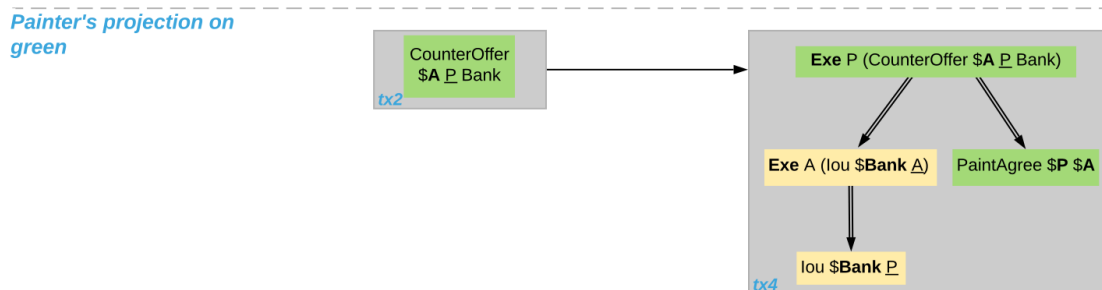 Painter's projection on
green
CounterOffer
$A P Bank
tx2
Exe P (CounterOffer $A P Bank)
Exe A (Iou $Bank A)
PaintAgree $P $A
Iou $Bank P
tx4